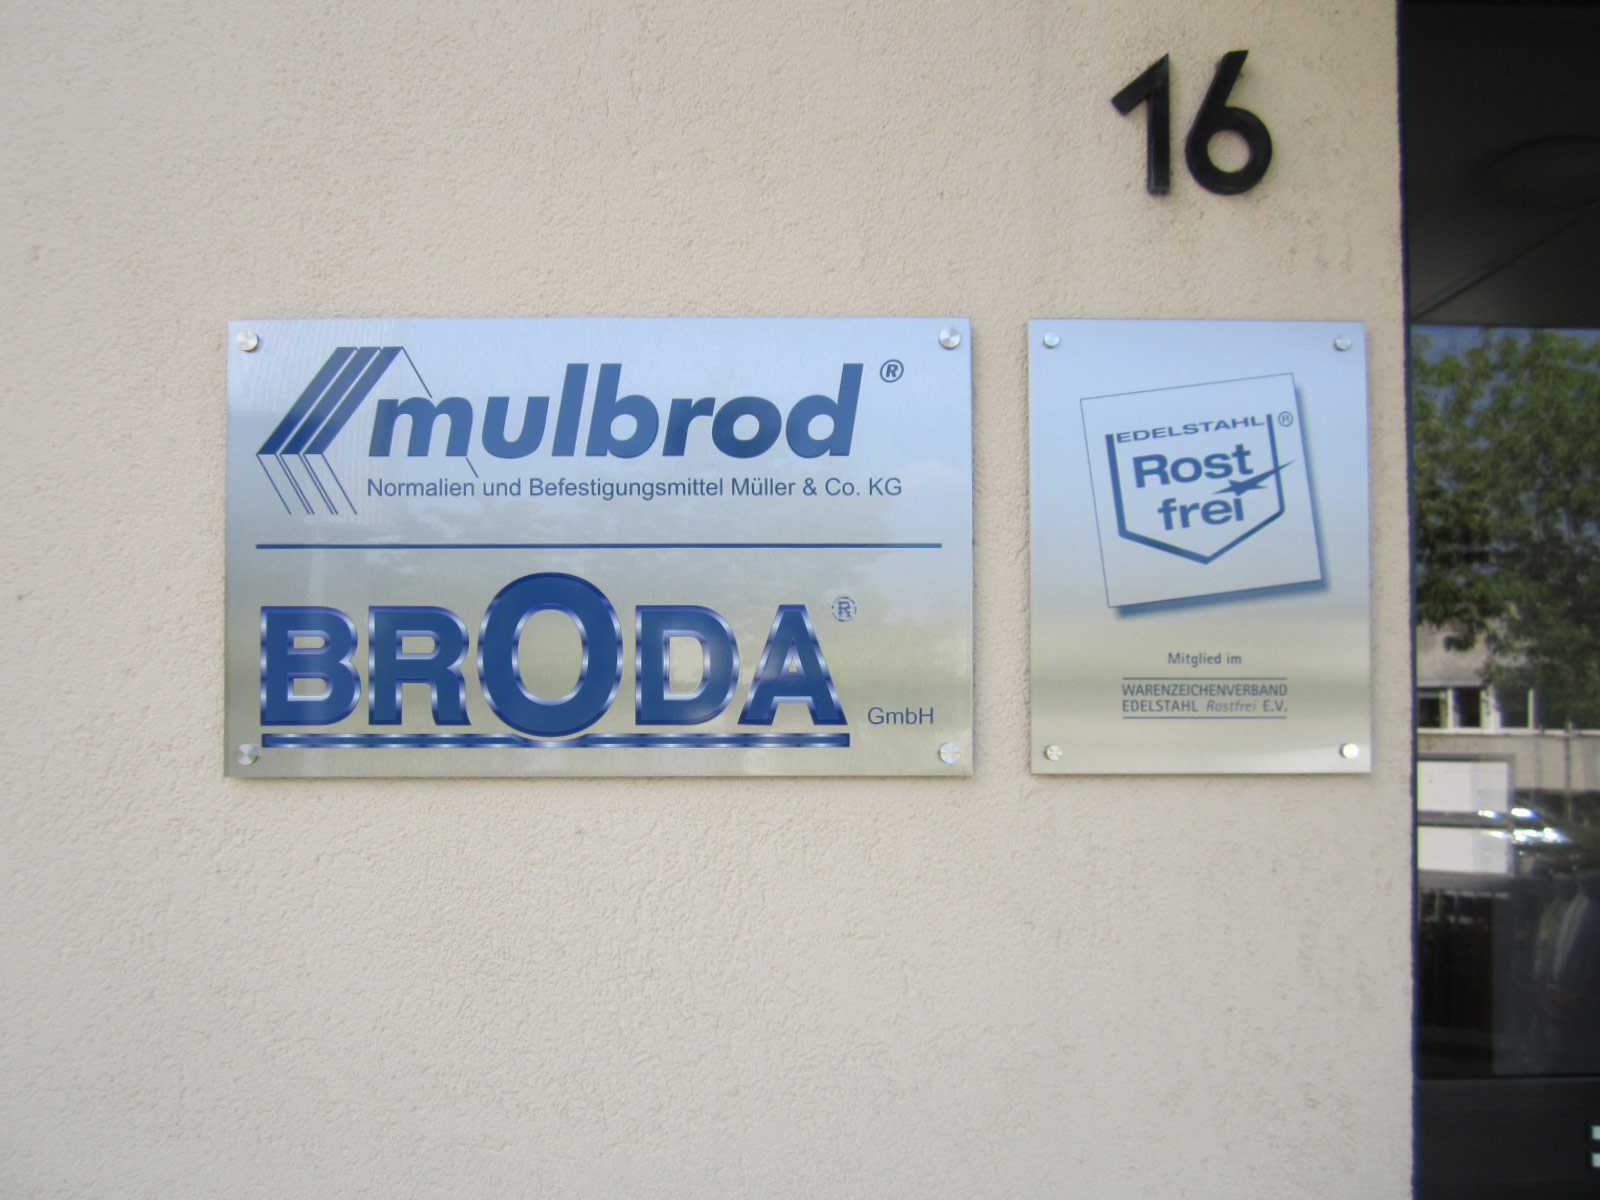 16
mulbrod ®
Normalien und Befestigungsmittel Müller & Co. KG
BRODA ® GmbH
EDELSTAHL ®
Rost
frei
Mitglied im
WARENZEICHENVERBAND
EDELSTAHL Rostfrei E.V.